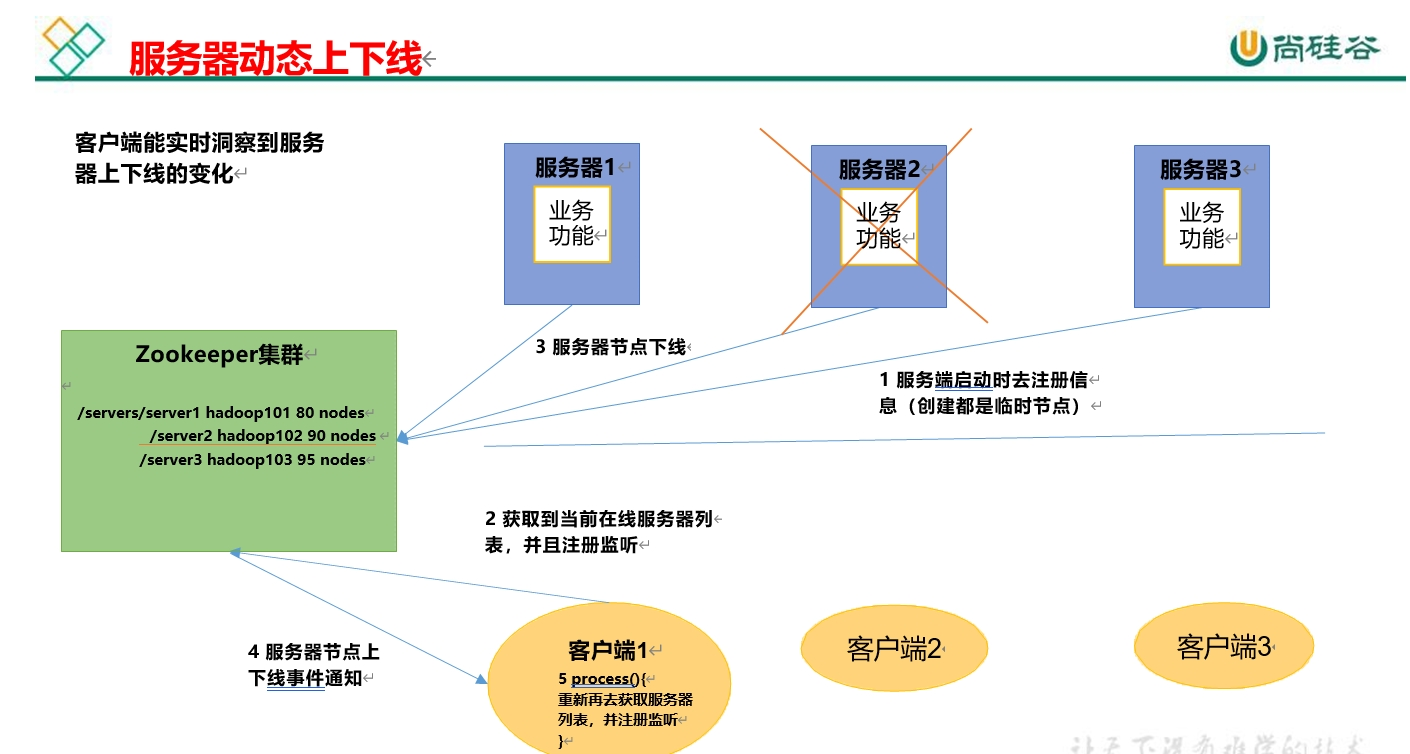 服务器动态上下线
尚硅谷
客户端能实时洞察到服务
器上下线的变化
服务器1
业务
功能
服务器2
业务
功能
服务器3
业务
功能
3 服务器节点下线
1 服务端启动时去注册信
息（创建都是临时节点）
Zookeeper集群
/servers/server1 hadoop101 80 nodes
/server2 hadoop102 90 nodes
/server3 hadoop103 95 nodes
2 获取到当前在线服务器列
表，并且注册监听
4 服务器节点上
下线事件通知
客户端1
5 process(){
重新再去获取服务器
列表，并注册监听
}
客户端2
客户端3